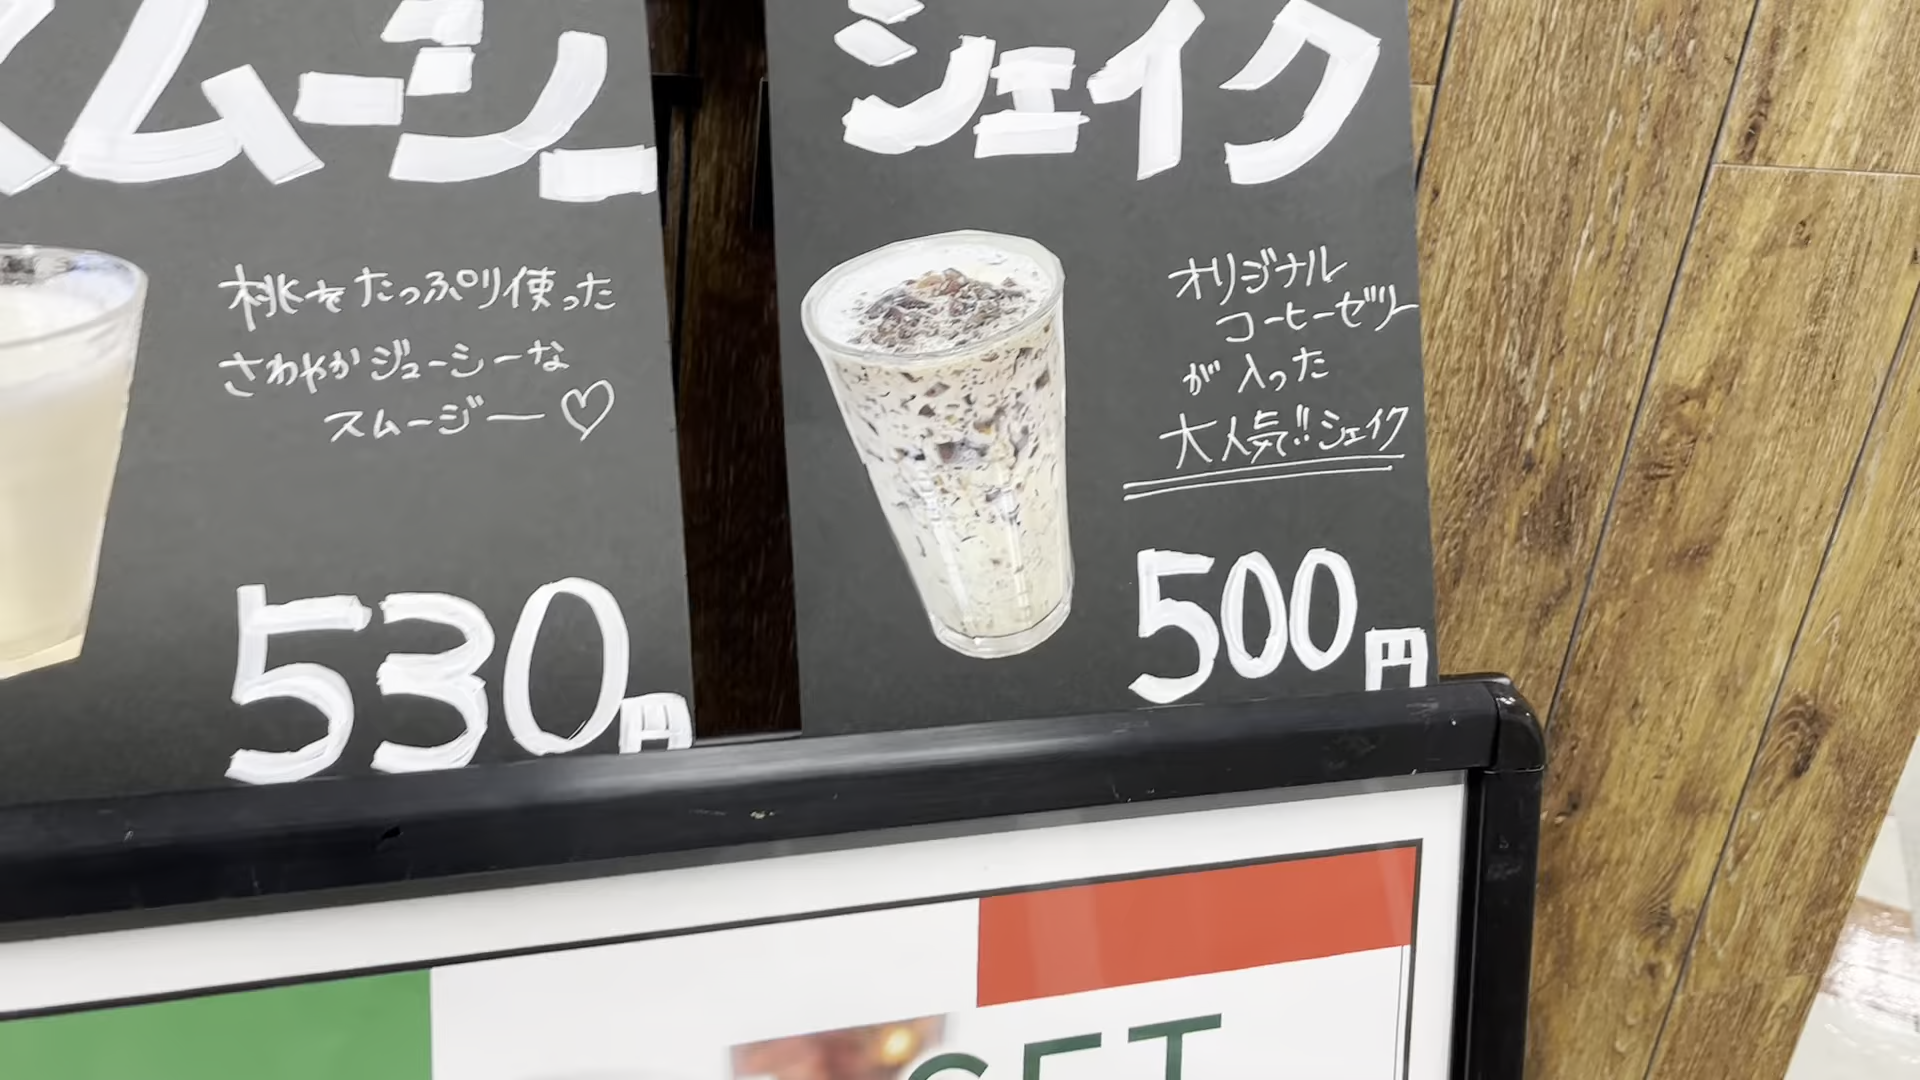 スムージー
桃をたっぷり使った
さわやかジューシーな
スムージー♡
530円
シェイク
オリジナル
コーヒーゼリー
が入った
大人気!!シェイク
500円
SET